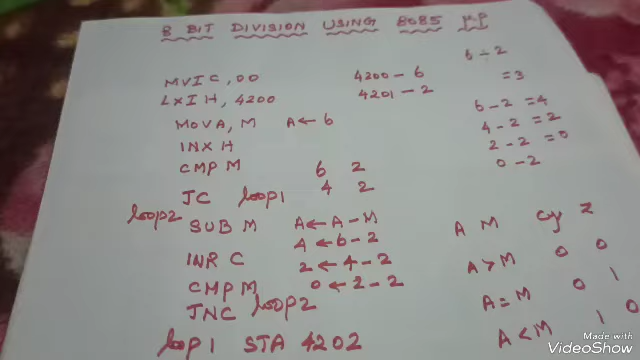 8 BIT DIVISION USING 8085 μp
6 ÷ 2
MVI C, 00 4200 - 6 = 3
LXI H, 4200 4201 - 2
MOV A, M A ← 6 6 - 2 = 4
INX H 4 - 2 = 2
CMP M 6 2 2 - 2 = 0
JC loop1 4 2 0 - 2
loop2 SUB M A ← A - M A M CY Z
4 ← 6 - 2
INR C 2 ← 4 - 2 A > M 0 0
CMP M 0 ← 2 - 2
JNC loop2 A = M 0 1
loop 1 STA 4202 A < M 1 0
Made with
VideoShow